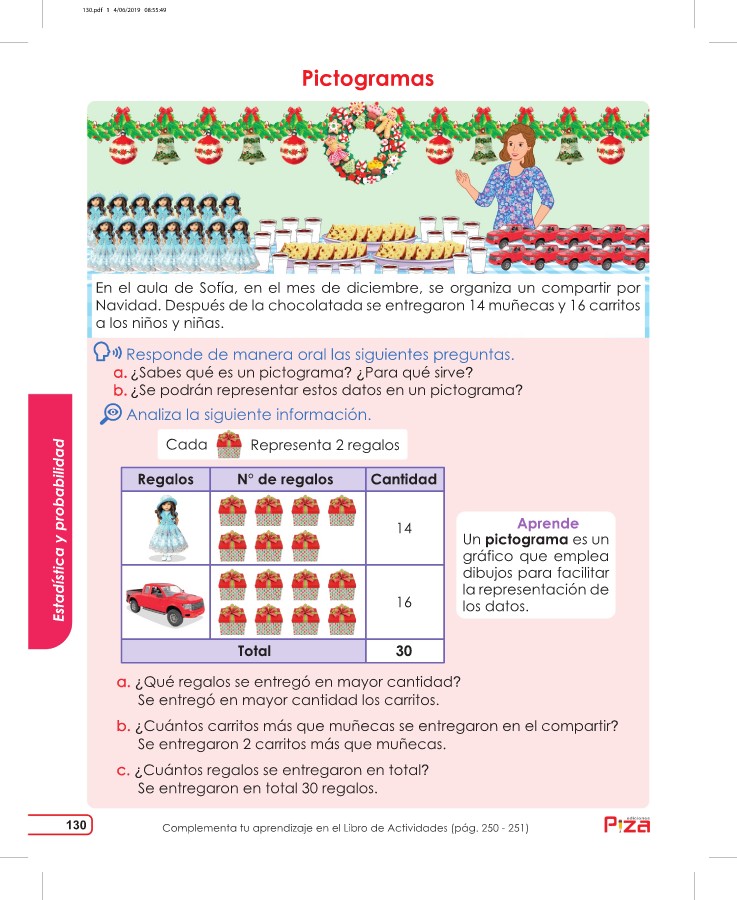 130.pdf 1 4/06/2019 08:55:49
Pictogramas
En el aula de Sofía, en el mes de diciembre, se organiza un compartir por
Navidad. Después de la chocolatada se entregaron 14 muñecas y 16 carritos
a los niños y niñas.
Responde de manera oral las siguientes preguntas.
a. ¿Sabes qué es un pictograma? ¿Para qué sirve?
b. ¿Se podrán representar estos datos en un pictograma?
Analiza la siguiente información.
Cada Representa 2 regalos
Regalos N° de regalos Cantidad
14
16
Total 30
Aprende
Un pictograma es un
gráfico que emplea
dibujos para facilitar
la representación de
los datos.
Estadística y probabilidad
a. ¿Qué regalos se entregó en mayor cantidad?
Se entregó en mayor cantidad los carritos.
b. ¿Cuántos carritos más que muñecas se entregaron en el compartir?
Se entregaron 2 carritos más que muñecas.
c. ¿Cuántos regalos se entregaron en total?
Se entregaron en total 30 regalos.
130
Complementa tu aprendizaje en el Libro de Actividades (pág. 250 - 251)
ediciones
Piza